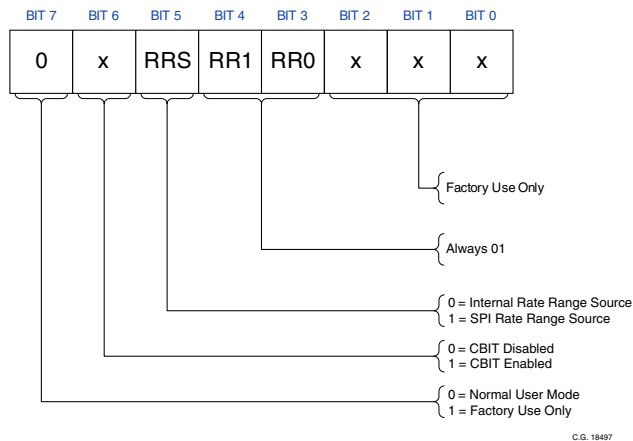 BIT 7 BIT 6 BIT 5 BIT 4 BIT 3 BIT 2 BIT 1 BIT 0
0 x RRS RR1 RR0 x x x
Factory Use Only
Always 01
0 = Internal Rate Range Source
1 = SPI Rate Range Source
0 = CBIT Disabled
1 = CBIT Enabled
0 = Normal User Mode
1 = Factory Use Only
C.G. 18497